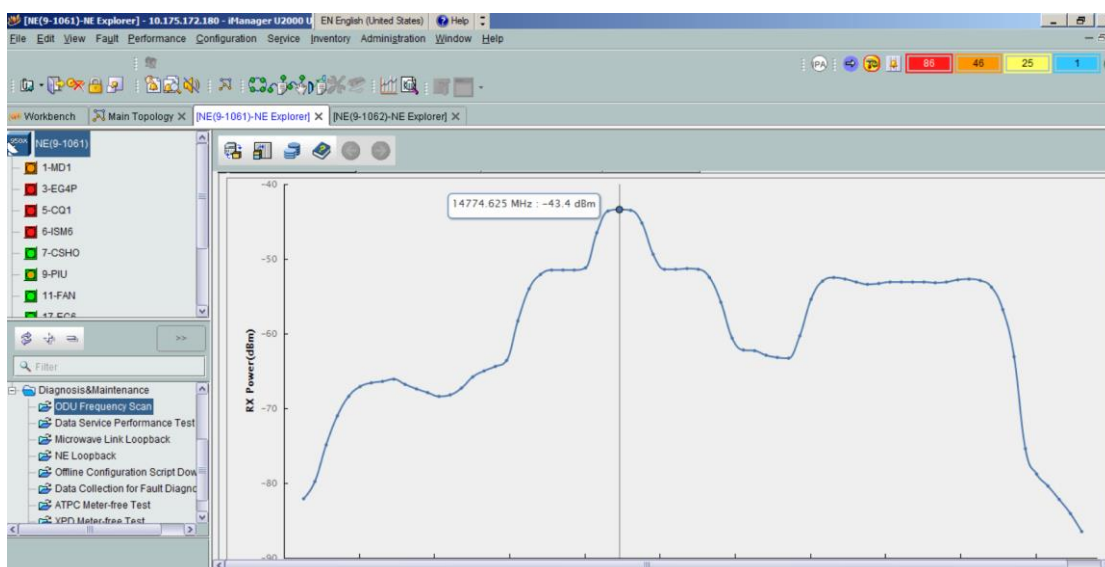 [NE(9-1061)-NE Explorer] - 10.175.172.180 - iManager U2000 U
EN English (United States)
Help
File Edit View Fault Performance Configuration Service Inventory Administration Window Help
86 46 25 1
Workbench
Main Topology
[NE(9-1061)-NE Explorer]
[NE(9-1062)-NE Explorer]
NE(9-1061)
1-MD1
3-EG4P
5-CQ1
6-ISM6
7-CSHO
9-PIU
11-FAN
17-EC6
>>
Filter
Diagnosis&Maintenance
ODU Frequency Scan
Data Service Performance Test
Microwave Link Loopback
NE Loopback
Offline Configuration Script Dow
Data Collection for Fault Diagno
ATPC Meter-free Test
XPD Meter-free Test
-40
14774.625 MHz : -43.4 dBm
-50
-60
RX Power(dBm)
-70
-80
-90